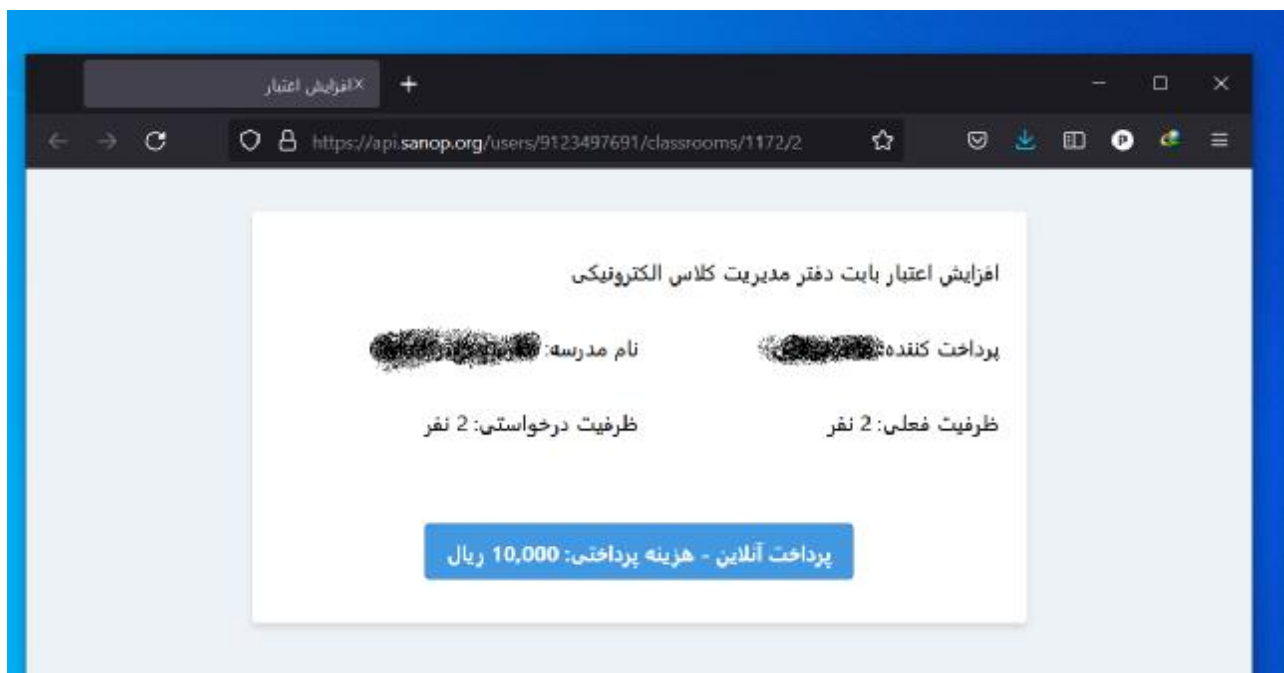 افزایش اعتبار
https://api.sanop.org/users/9123497691/classrooms/1172/2
افزایش اعتبار بابت دفتر مدیریت کلاس الکترونیکی
پرداخت کننده: نام مدرسه:
ظرفیت فعلی: 2 نفر ظرفیت درخواستی: 2 نفر
پرداخت آنلاین - هزینه پرداختی: 10,000 ریال